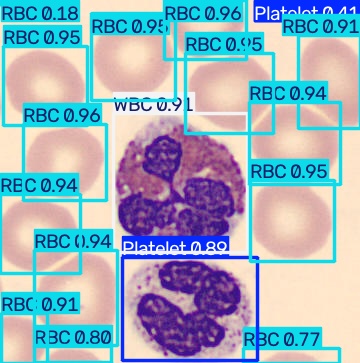 RBC 0.18
RBC 0.96
Platelet 0.41
RBC 0.95
RBC 0.95
RBC 0.91
RBC 0.95
RBC 0.94
WBC 0.91
RBC 0.96
RBC 0.95
RBC 0.94
RBC 0.94
Platelet 0.89
RBC 0.91
RBC 0.80
RBC 0.77